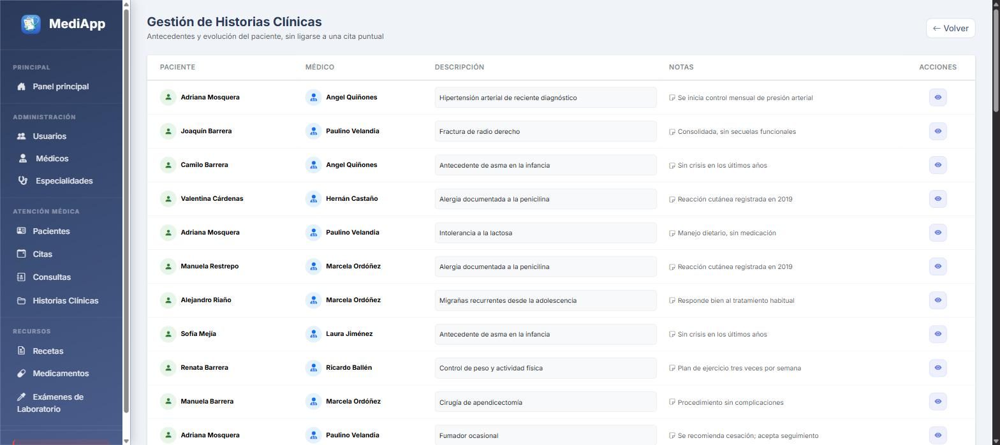 MediApp
PRINCIPAL
Panel principal
ADMINISTRACIÓN
Usuarios
Médicos
Especialidades
ATENCIÓN MÉDICA
Pacientes
Citas
Consultas
Historias Clínicas
RECURSOS
Recetas
Medicamentos
Exámenes de
Laboratorio
Gestión de Historias Clínicas
Antecedentes y evolución del paciente, sin ligarse a una cita puntual
← Volver
PACIENTE MÉDICO DESCRIPCIÓN NOTAS ACCIONES
Adriana Mosquera Angel Quiñones Hipertensión arterial de reciente diagnóstico Se inicia control mensual de presión arterial
Joaquín Barrera Paulino Velandia Fractura de radio derecho Consolidada, sin secuelas funcionales
Camilo Barrera Angel Quiñones Antecedente de asma en la infancia Sin crisis en los últimos años
Valentina Cárdenas Hernán Castaño Alergia documentada a la penicilina Reacción cutánea registrada en 2019
Adriana Mosquera Paulino Velandia Intolerancia a la lactosa Manejo dietario, sin medicación
Manuela Restrepo Marcela Ordóñez Alergia documentada a la penicilina Reacción cutánea registrada en 2019
Alejandro Riaño Marcela Ordóñez Migrañas recurrentes desde la adolescencia Responde bien al tratamiento habitual
Sofía Mejía Laura Jiménez Antecedente de asma en la infancia Sin crisis en los últimos años
Renata Barrera Ricardo Ballén Control de peso y actividad física Plan de ejercicio tres veces por semana
Manuela Barrera Marcela Ordóñez Cirugía de apendicectomía Procedimiento sin complicaciones
Adriana Mosquera Paulino Velandia Fumador ocasional Se recomienda cesación; acepta seguimiento